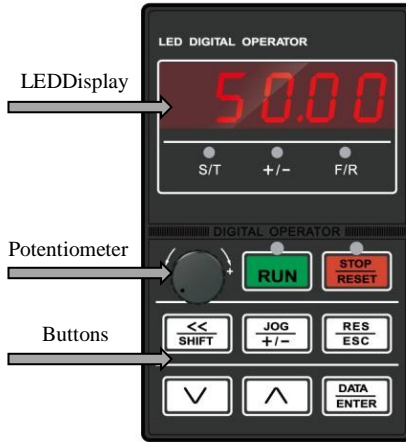 LED DIGITAL OPERATOR
LEDDisplay
50.00
S/T +/- F/R
DIGITAL OPERATOR
Potentiometer
- +
RUN
STOP
RESET
Buttons
<<
SHIFT
JOG
+/-
RES
ESC
DATA
ENTER